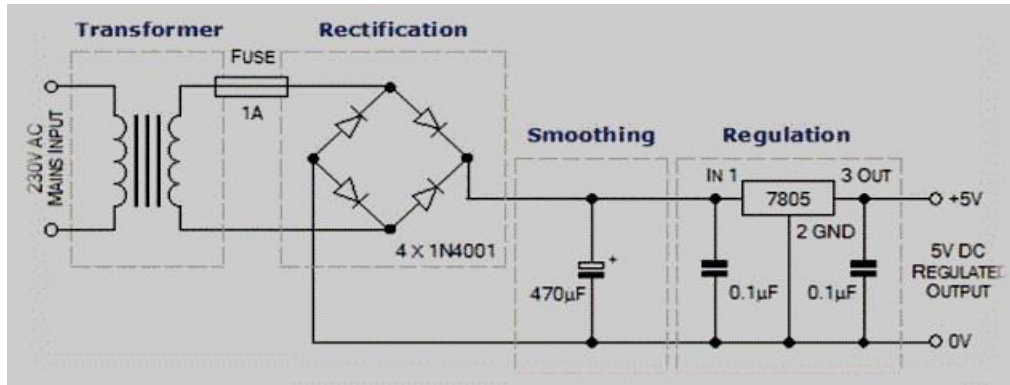 Transformer
Rectification
FUSE
1A
230V AC
MAINS INPUT
4 X 1N4001
Smoothing
Regulation
IN 1
7805
3 OUT
2 GND
+
470µF
0.1µF
0.1µF
+5V
5V DC
REGULATED
OUTPUT
0V